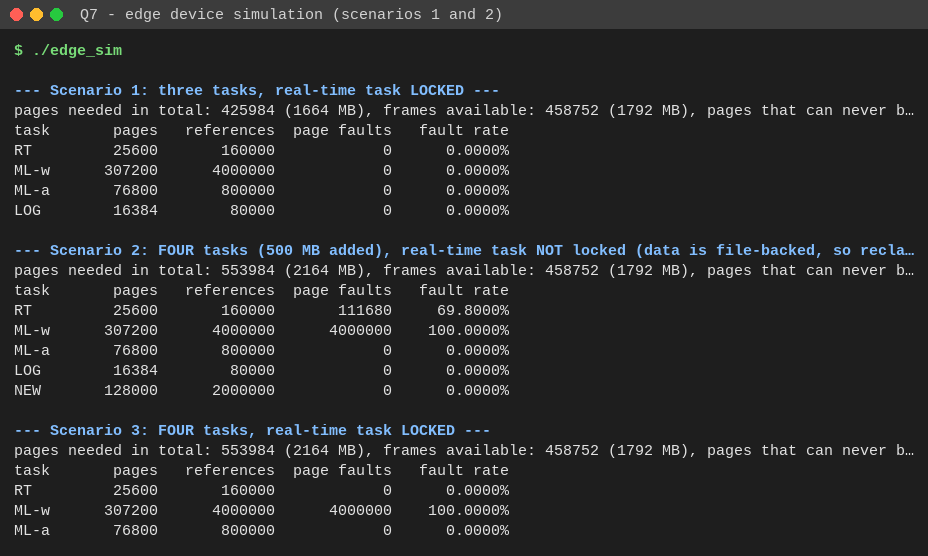 Q7 - edge device simulation (scenarios 1 and 2)
$ ./edge_sim
--- Scenario 1: three tasks, real-time task LOCKED ---
pages needed in total: 425984 (1664 MB), frames available: 458752 (1792 MB), pages that can never b…
task       pages   references  page faults   fault rate
RT         25600       160000            0      0.0000%
ML-w      307200      4000000            0      0.0000%
ML-a       76800       800000            0      0.0000%
LOG        16384        80000            0      0.0000%
--- Scenario 2: FOUR tasks (500 MB added), real-time task NOT locked (data is file-backed, so recla…
pages needed in total: 553984 (2164 MB), frames available: 458752 (1792 MB), pages that can never b…
task       pages   references  page faults   fault rate
RT         25600       160000       111680     69.8000%
ML-w      307200      4000000      4000000    100.0000%
ML-a       76800       800000            0      0.0000%
LOG        16384        80000            0      0.0000%
NEW       128000      2000000            0      0.0000%
--- Scenario 3: FOUR tasks, real-time task LOCKED ---
pages needed in total: 553984 (2164 MB), frames available: 458752 (1792 MB), pages that can never b…
task       pages   references  page faults   fault rate
RT         25600       160000            0      0.0000%
ML-w      307200      4000000      4000000    100.0000%
ML-a       76800       800000            0      0.0000%